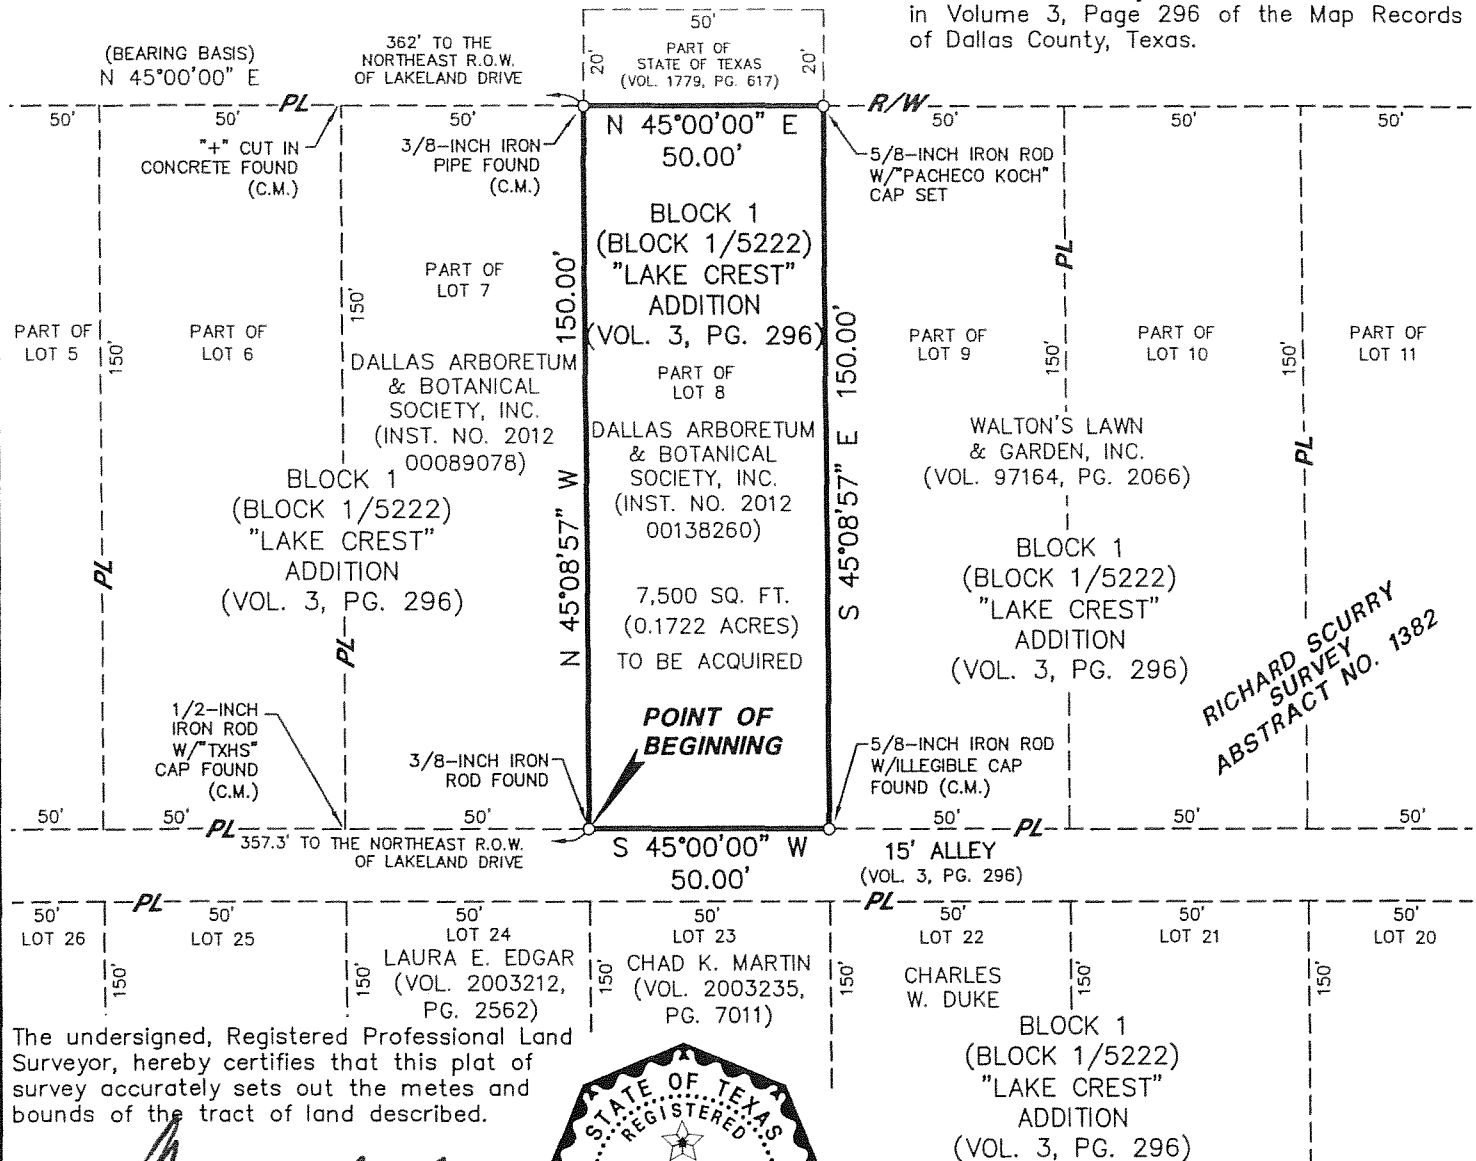 in Volume 3, Page 296 of the Map Records
of Dallas County, Texas.
50'
20'
PART OF
STATE OF TEXAS
(VOL. 1779, PG. 617)
20'
(BEARING BASIS)
N 45°00'00" E
362' TO THE
NORTHEAST R.O.W.
OF LAKELAND DRIVE
PL
R/W
50'
50'
50'
N 45°00'00" E
50.00'
50'
50'
50'
"+" CUT IN
CONCRETE FOUND
(C.M.)
3/8-INCH IRON
PIPE FOUND
(C.M.)
5/8-INCH IRON ROD
W/"PACHECO KOCH"
CAP SET
BLOCK 1
(BLOCK 1/5222)
"LAKE CREST"
ADDITION
(VOL. 3, PG. 296)
PART OF
LOT 5
150'
PART OF
LOT 6
150'
PART OF
LOT 7
N 45°08'57" W 150.00'
PART OF
LOT 8
S 45°08'57" E 150.00'
PART OF
LOT 9
150'
PL
PART OF
LOT 10
150'
PL
PART OF
LOT 11
DALLAS ARBORETUM
& BOTANICAL
SOCIETY, INC.
(INST. NO. 2012
00089078)
DALLAS ARBORETUM
& BOTANICAL
SOCIETY, INC.
(INST. NO. 2012
00138260)
WALTON'S LAWN
& GARDEN, INC.
(VOL. 97164, PG. 2066)
BLOCK 1
(BLOCK 1/5222)
"LAKE CREST"
ADDITION
(VOL. 3, PG. 296)
PL
PL
7,500 SQ. FT.
(0.1722 ACRES)
TO BE ACQUIRED
BLOCK 1
(BLOCK 1/5222)
"LAKE CREST"
ADDITION
(VOL. 3, PG. 296)
RICHARD SCURRY
SURVEY
ABSTRACT NO. 1382
POINT OF
BEGINNING
1/2-INCH
IRON ROD
W/"TXHS"
CAP FOUND
(C.M.)
3/8-INCH IRON
ROD FOUND
5/8-INCH IRON ROD
W/ILLEGIBLE CAP
FOUND (C.M.)
50'
50'
PL
50'
50'
PL
50'
50'
357.3' TO THE NORTHEAST R.O.W.
OF LAKELAND DRIVE
S 45°00'00" W
50.00'
15' ALLEY
(VOL. 3, PG. 296)
PL
PL
50'
50'
50'
50'
50'
50'
50'
LOT 26
LOT 25
LOT 24
LOT 23
LOT 22
LOT 21
LOT 20
150'
150'
150'
150'
150'
150'
LAURA E. EDGAR
(VOL. 2003212,
PG. 2562)
CHAD K. MARTIN
(VOL. 2003235,
PG. 7011)
CHARLES
W. DUKE
BLOCK 1
(BLOCK 1/5222)
"LAKE CREST"
ADDITION
(VOL. 3, PG. 296)
The undersigned, Registered Professional Land
Surveyor, hereby certifies that this plat of
survey accurately sets out the metes and
bounds of the tract of land described.
STATE OF TEXAS
REGISTERED